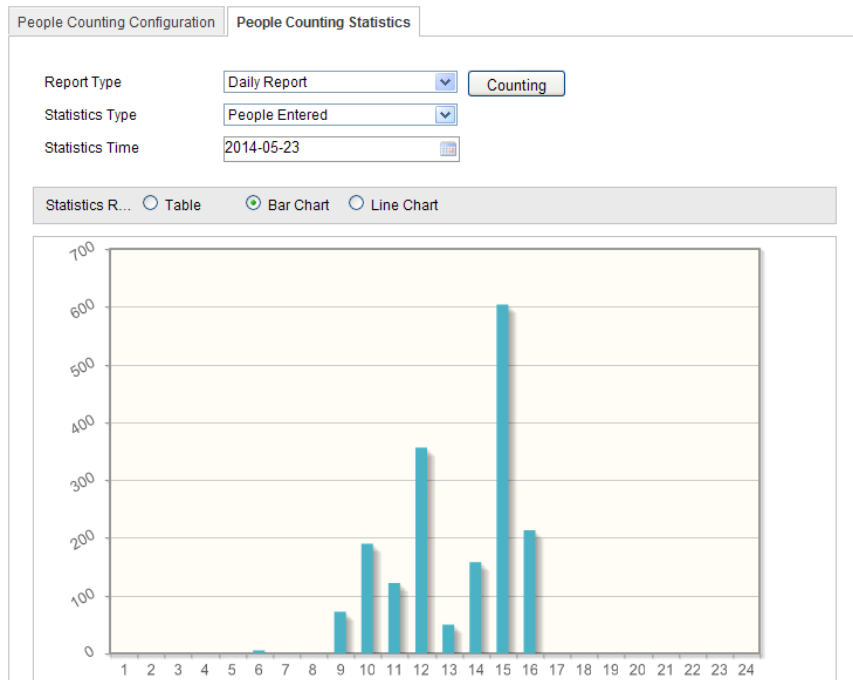 People Counting Configuration People Counting Statistics
Report Type Daily Report Counting
Statistics Type People Entered
Statistics Time 2014-05-23
Statistics R... Table Bar Chart Line Chart
700
600
500
400
300
200
100
0
1 2 3 4 5 6 7 8 9 10 11 12 13 14 15 16 17 18 19 20 21 22 23 24